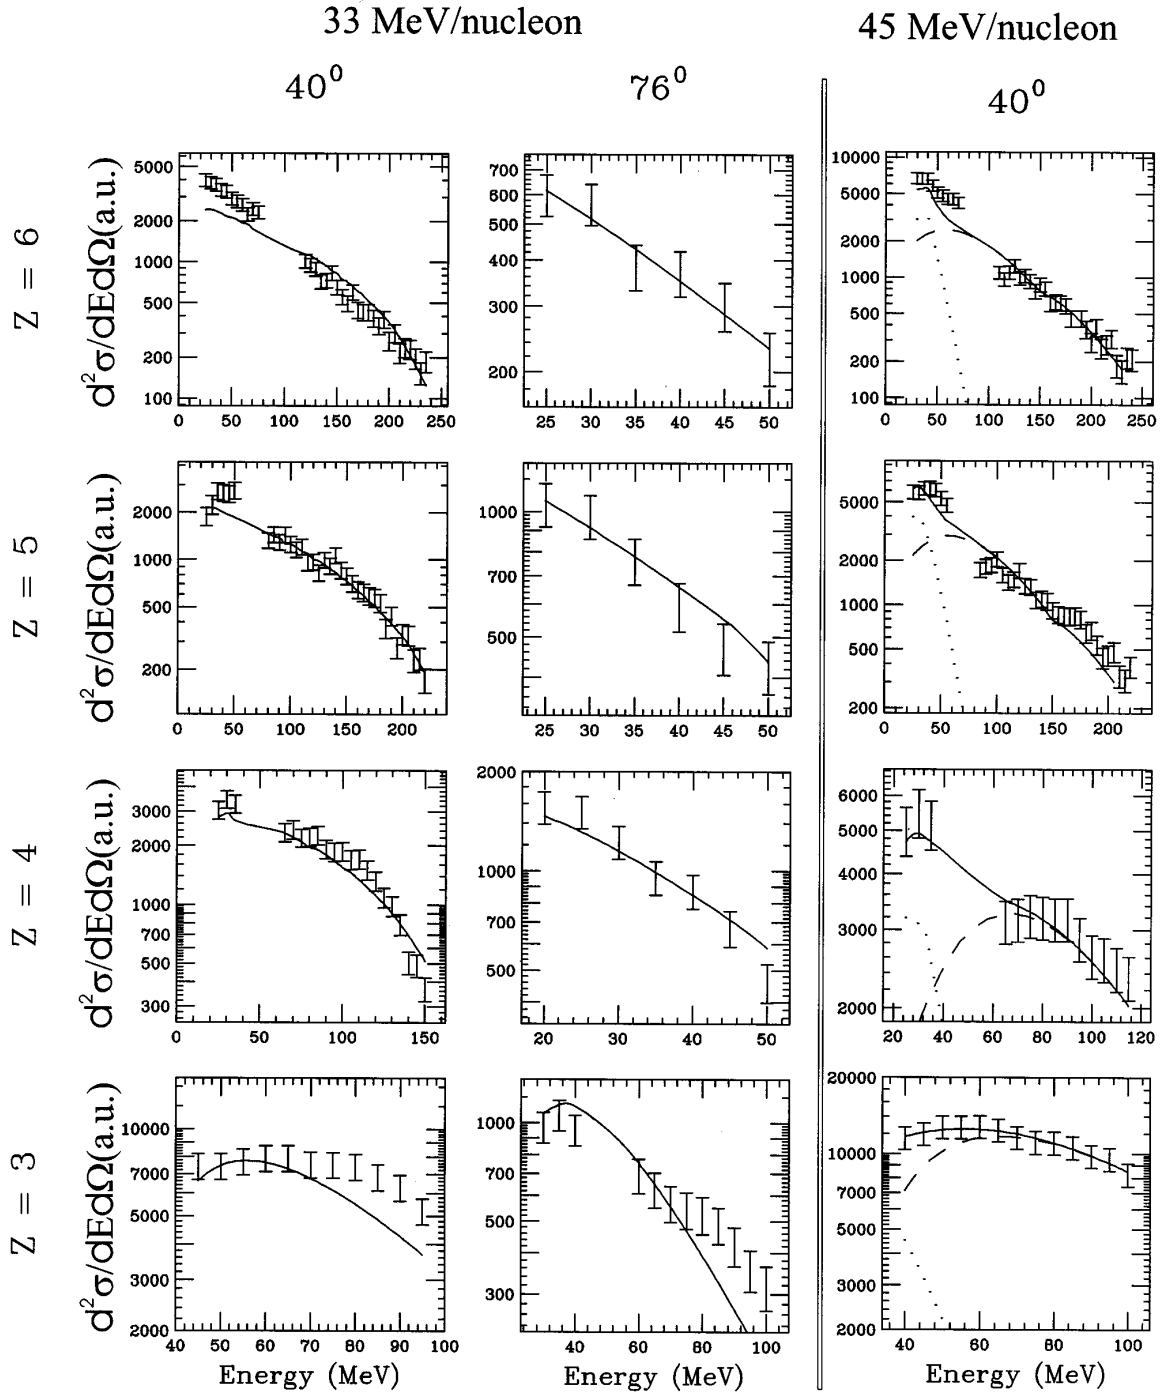 33 MeV/nucleon 45 MeV/nucleon
40⁰ 76⁰ 40⁰
Z = 6
d²σ/dEdΩ(a.u.)
5000 2000 1000 500 200 100
0 50 100 150 200 250
700 600 500 400 300 200
25 30 35 40 45 50
10000 5000 2000 1000 500 200 100
0 50 100 150 200 250
Z = 5
d²σ/dEdΩ(a.u.)
2000 1000 500 200
0 50 100 150 200
1000 700 500
25 30 35 40 45 50
5000 2000 1000 500 200
0 50 100 150 200
Z = 4
d²σ/dEdΩ(a.u.)
3000 2000 1000 700 500 300
0 50 100 150
2000 1000 700 500
20 30 40 50
6000 5000 4000 3000 2000
20 40 60 80 100 120
Z = 3
d²σ/dEdΩ(a.u.)
10000 7000 5000 3000 2000
40 50 60 70 80 90 100
1000 700 500 300
40 60 80 100
20000 10000 7000 5000 3000 2000
40 60 80 100
Energy (MeV) Energy (MeV) Energy (MeV)